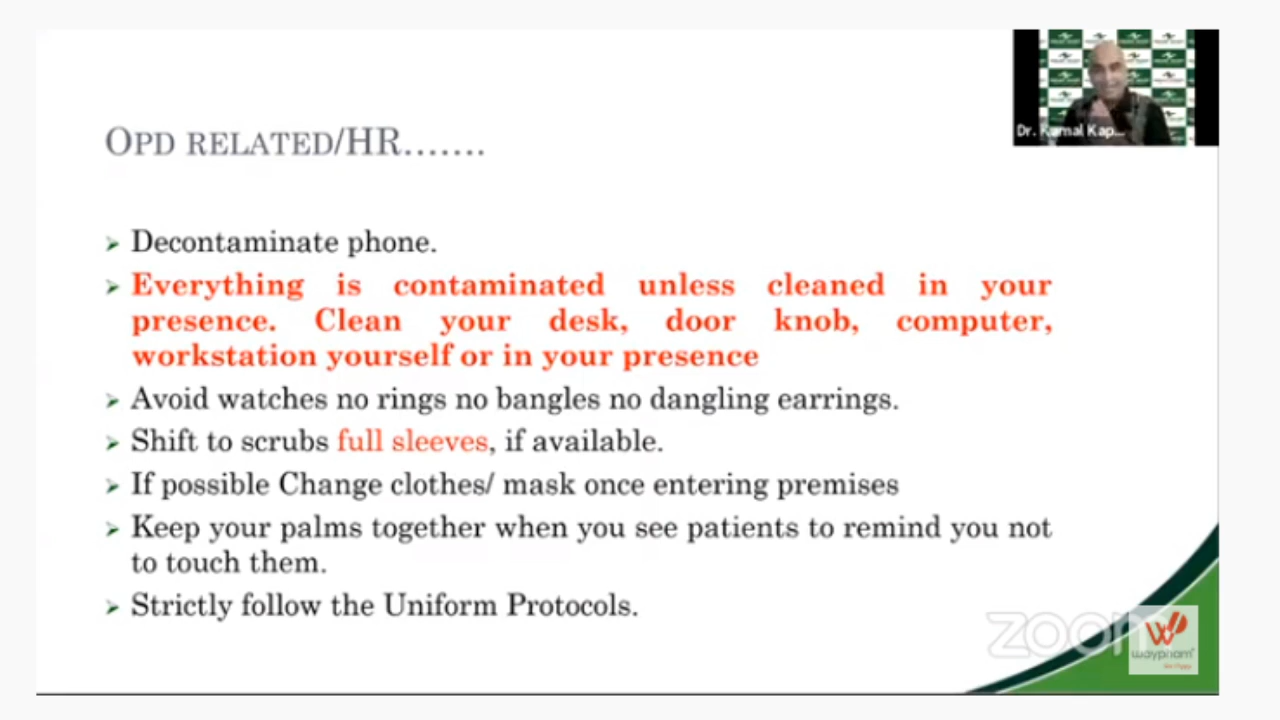 Dr. Kamal Kap...
OPD RELATED/HR.......
Decontaminate phone.
Everything is contaminated unless cleaned in your
presence. Clean your desk, door knob, computer,
workstation yourself or in your presence
Avoid watches no rings no bangles no dangling earrings.
Shift to scrubs full sleeves, if available.
If possible Change clothes/ mask once entering premises
Keep your palms together when you see patients to remind you not
to touch them.
Strictly follow the Uniform Protocols.
zoom
waypham